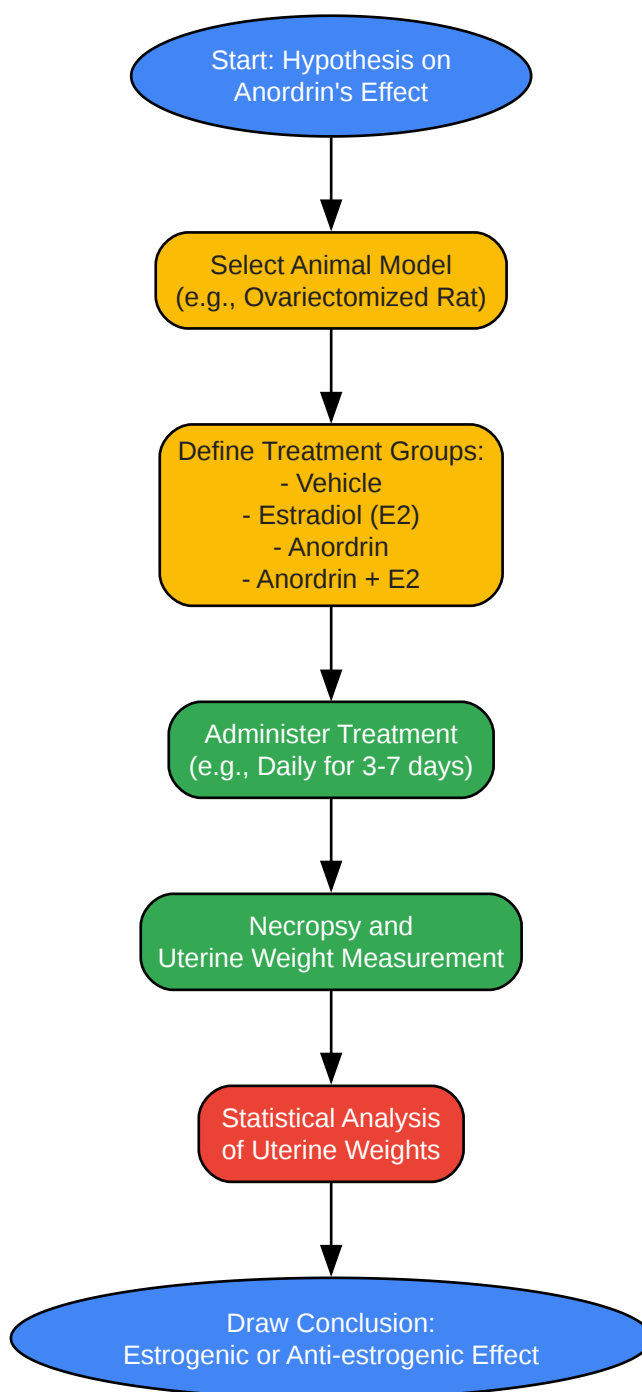 Start: Hypothesis on
Anordrin's Effect
Select Animal Model
(e.g., Ovariectomized Rat)
Define Treatment Groups:
- Vehicle
- Estradiol (E2)
- Anordrin
- Anordrin + E2
Administer Treatment
(e.g., Daily for 3-7 days)
Necropsy and
Uterine Weight Measurement
Statistical Analysis
of Uterine Weights
Draw Conclusion:
Estrogenic or Anti-estrogenic Effect